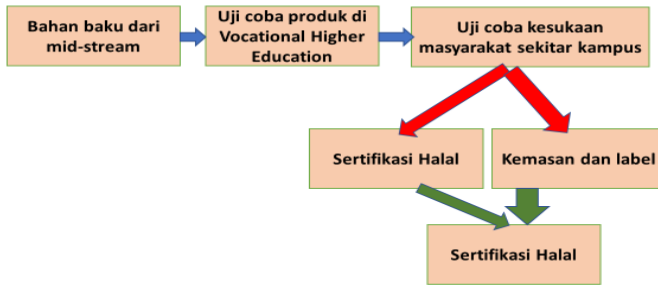 Bahan baku dari
mid-stream
Uji coba produk di
Vocational Higher
Education
Uji coba kesukaan
masyarakat sekitar kampus
Sertifikasi Halal
Kemasan dan label
Sertifikasi Halal